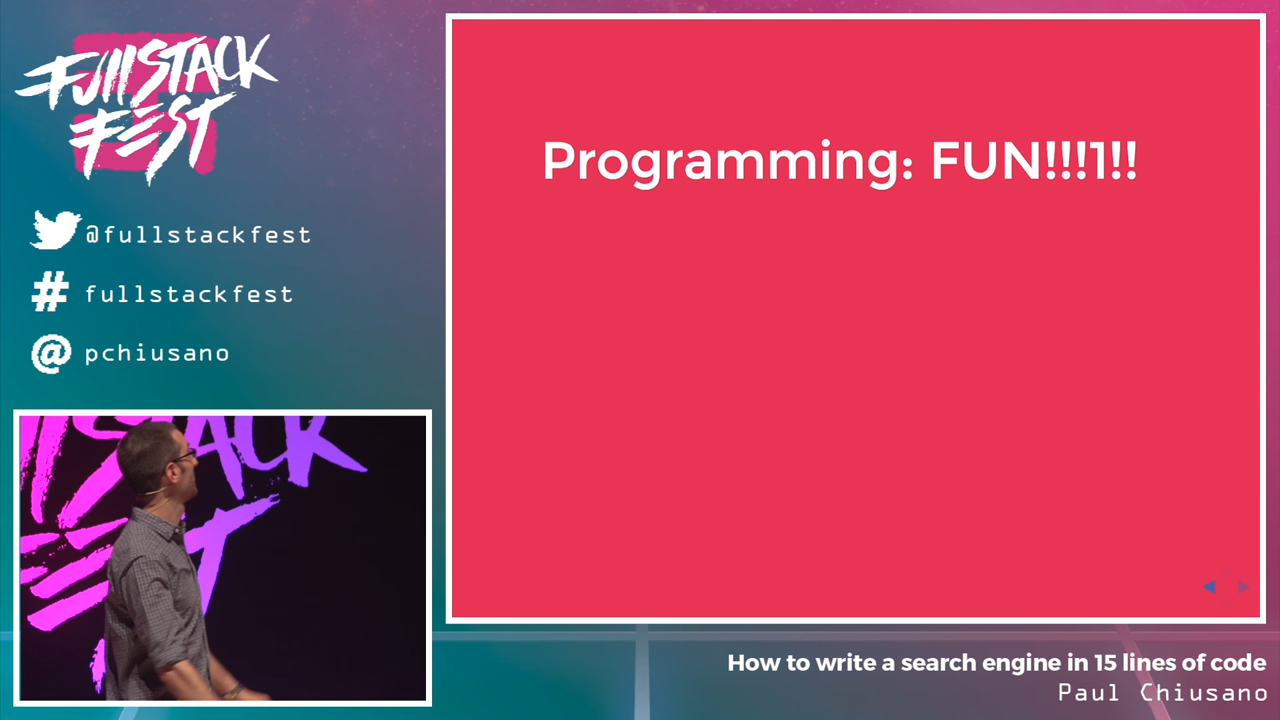 FullSTACK
FEST
@fullstackfest
# fullstackfest
@ pchiusano
Programming: FUN!!!1!!
STACK
How to write a search engine in 15 lines of code
Paul Chiusano